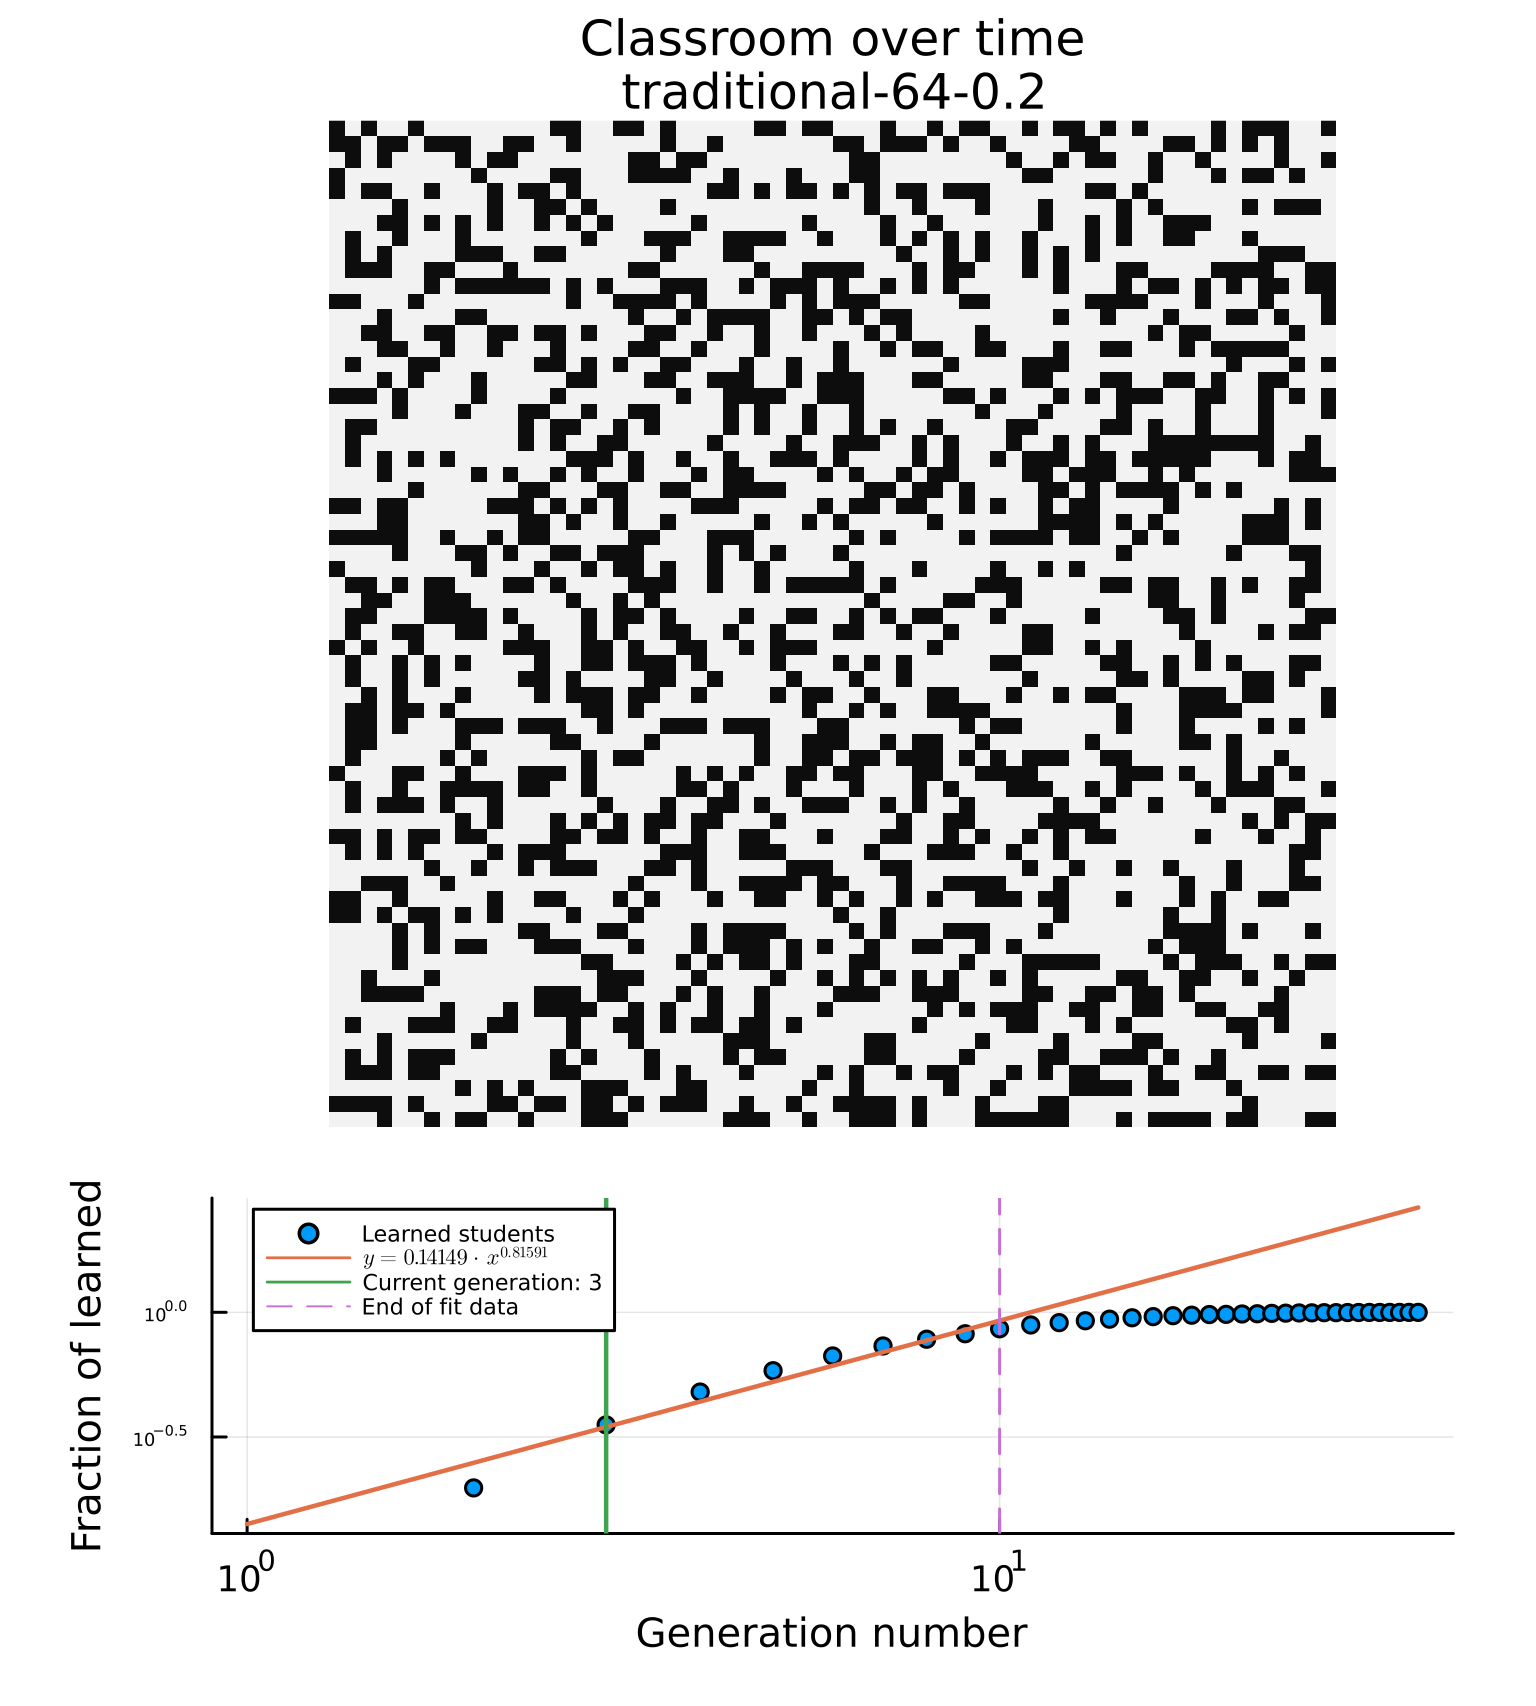 Classroom over time
traditional-64-0.2
Fraction of learned
Learned students
y = 0.14149 · x^0.81591
Current generation: 3
End of fit data
10^0.0
10^−0.5
10^0
10^1
Generation number